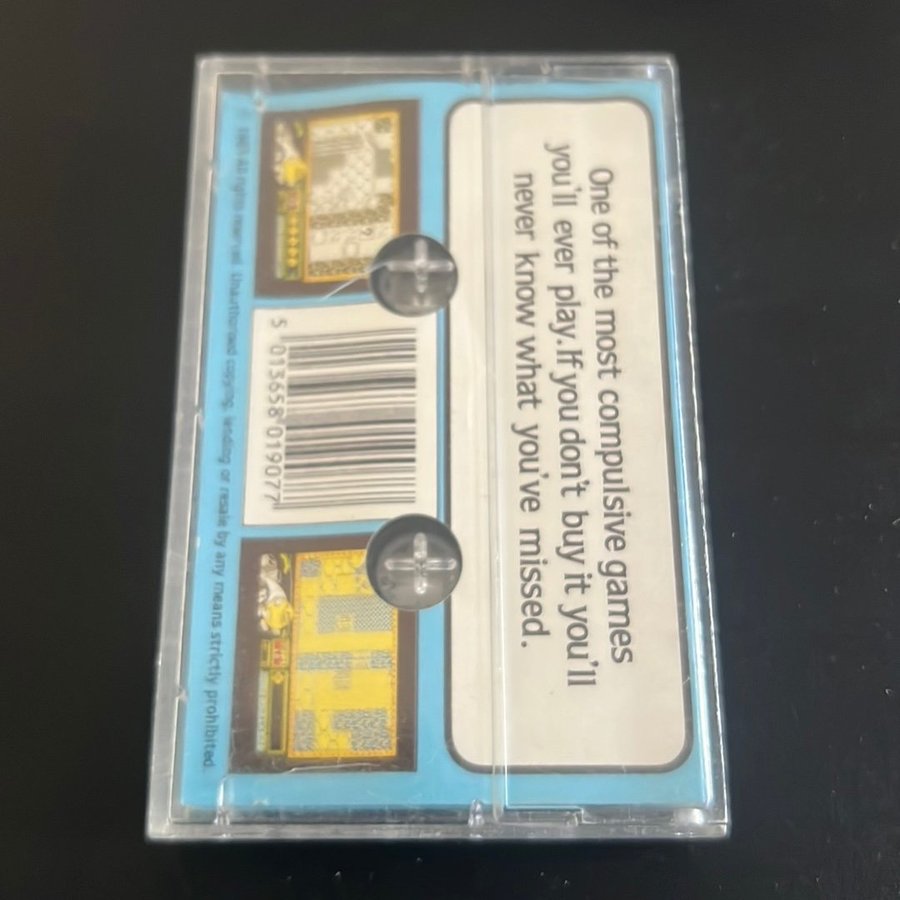 One of the most compulsive games
you'll ever play. If you don't buy it you'll
never know what you've missed.
5 013658 019077
All rights reserved. Unauthorised copying, lending or resale by any means strictly prohibited.